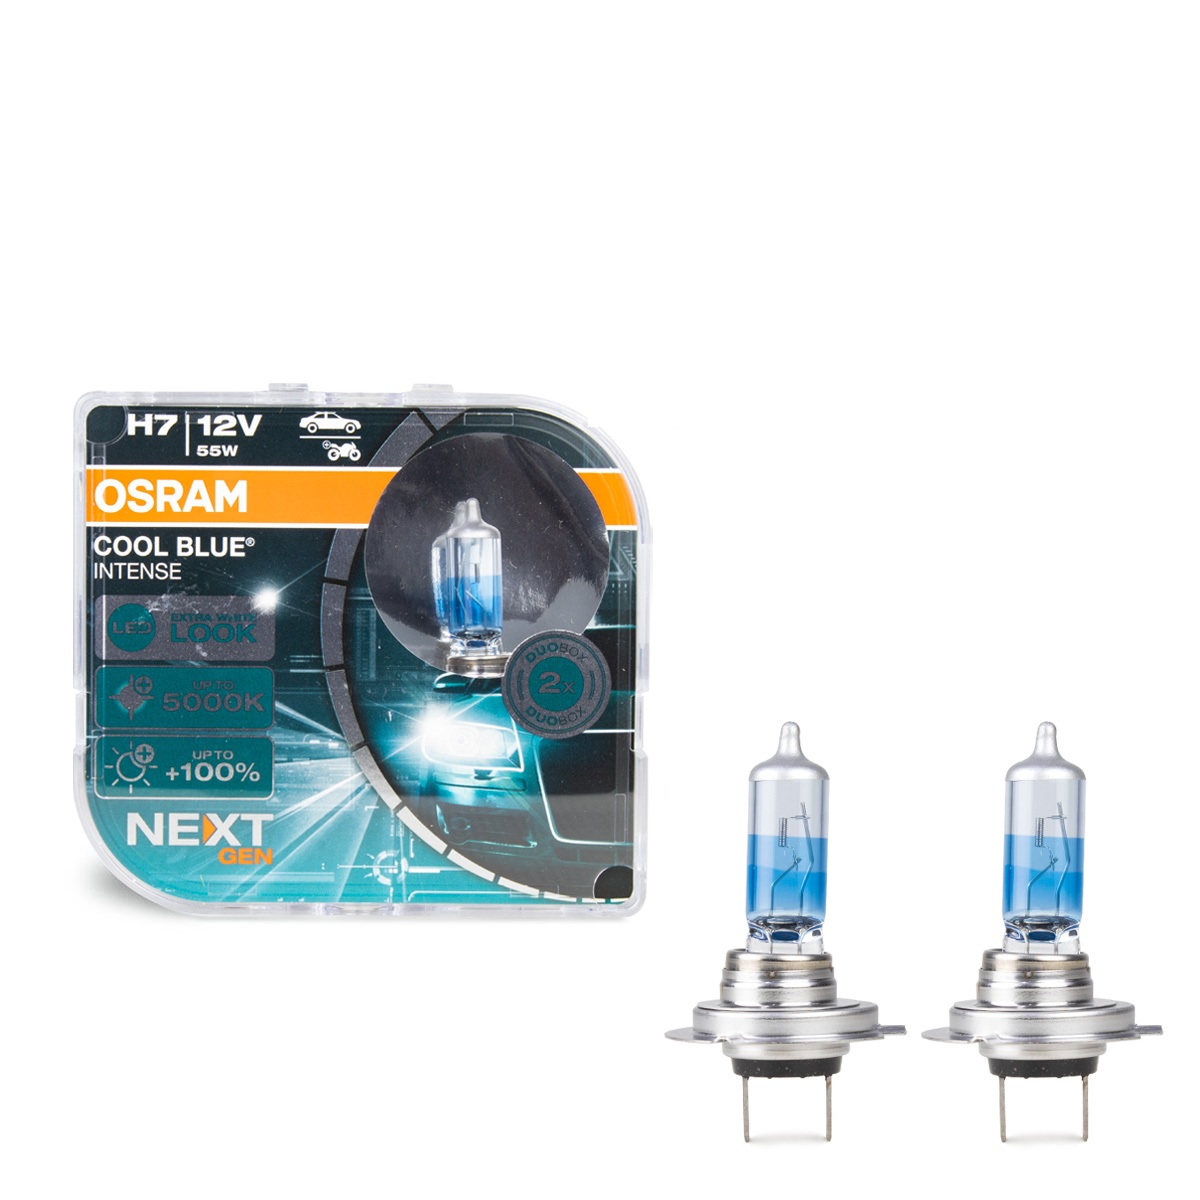 H7 12V
55W
OSRAM
COOL BLUE®
INTENSE
LED
EXTRA WHITE
LOOK
UP TO
5000K
UP TO
+100%
NEXT
GEN
DUOBOX
2x
DUOBOX